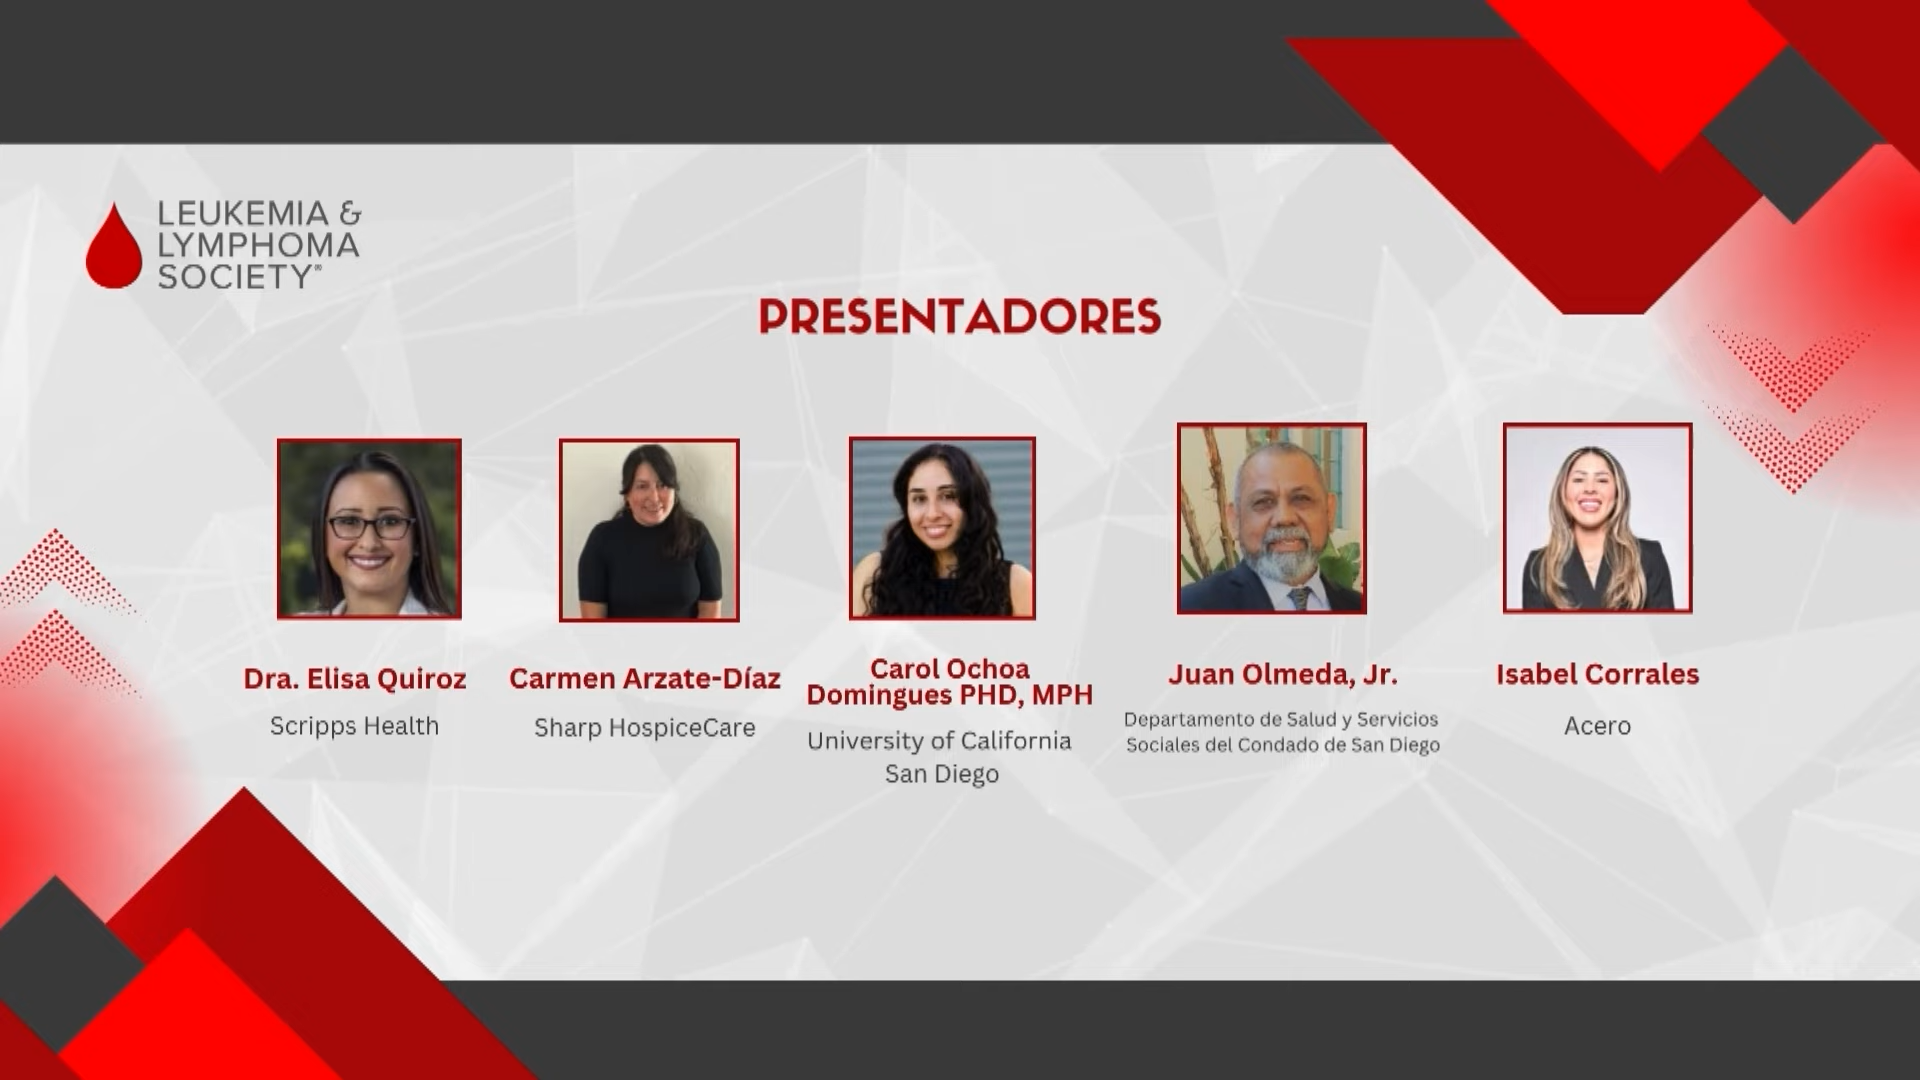 LEUKEMIA &
LYMPHOMA
SOCIETY®
PRESENTADORES
Dra. Elisa Quiroz
Scripps Health
Carmen Arzate-Díaz
Sharp HospiceCare
Carol Ochoa
Domingues PHD, MPH
University of California
San Diego
Juan Olmeda, Jr.
Departamento de Salud y Servicios
Sociales del Condado de San Diego
Isabel Corrales
Acero